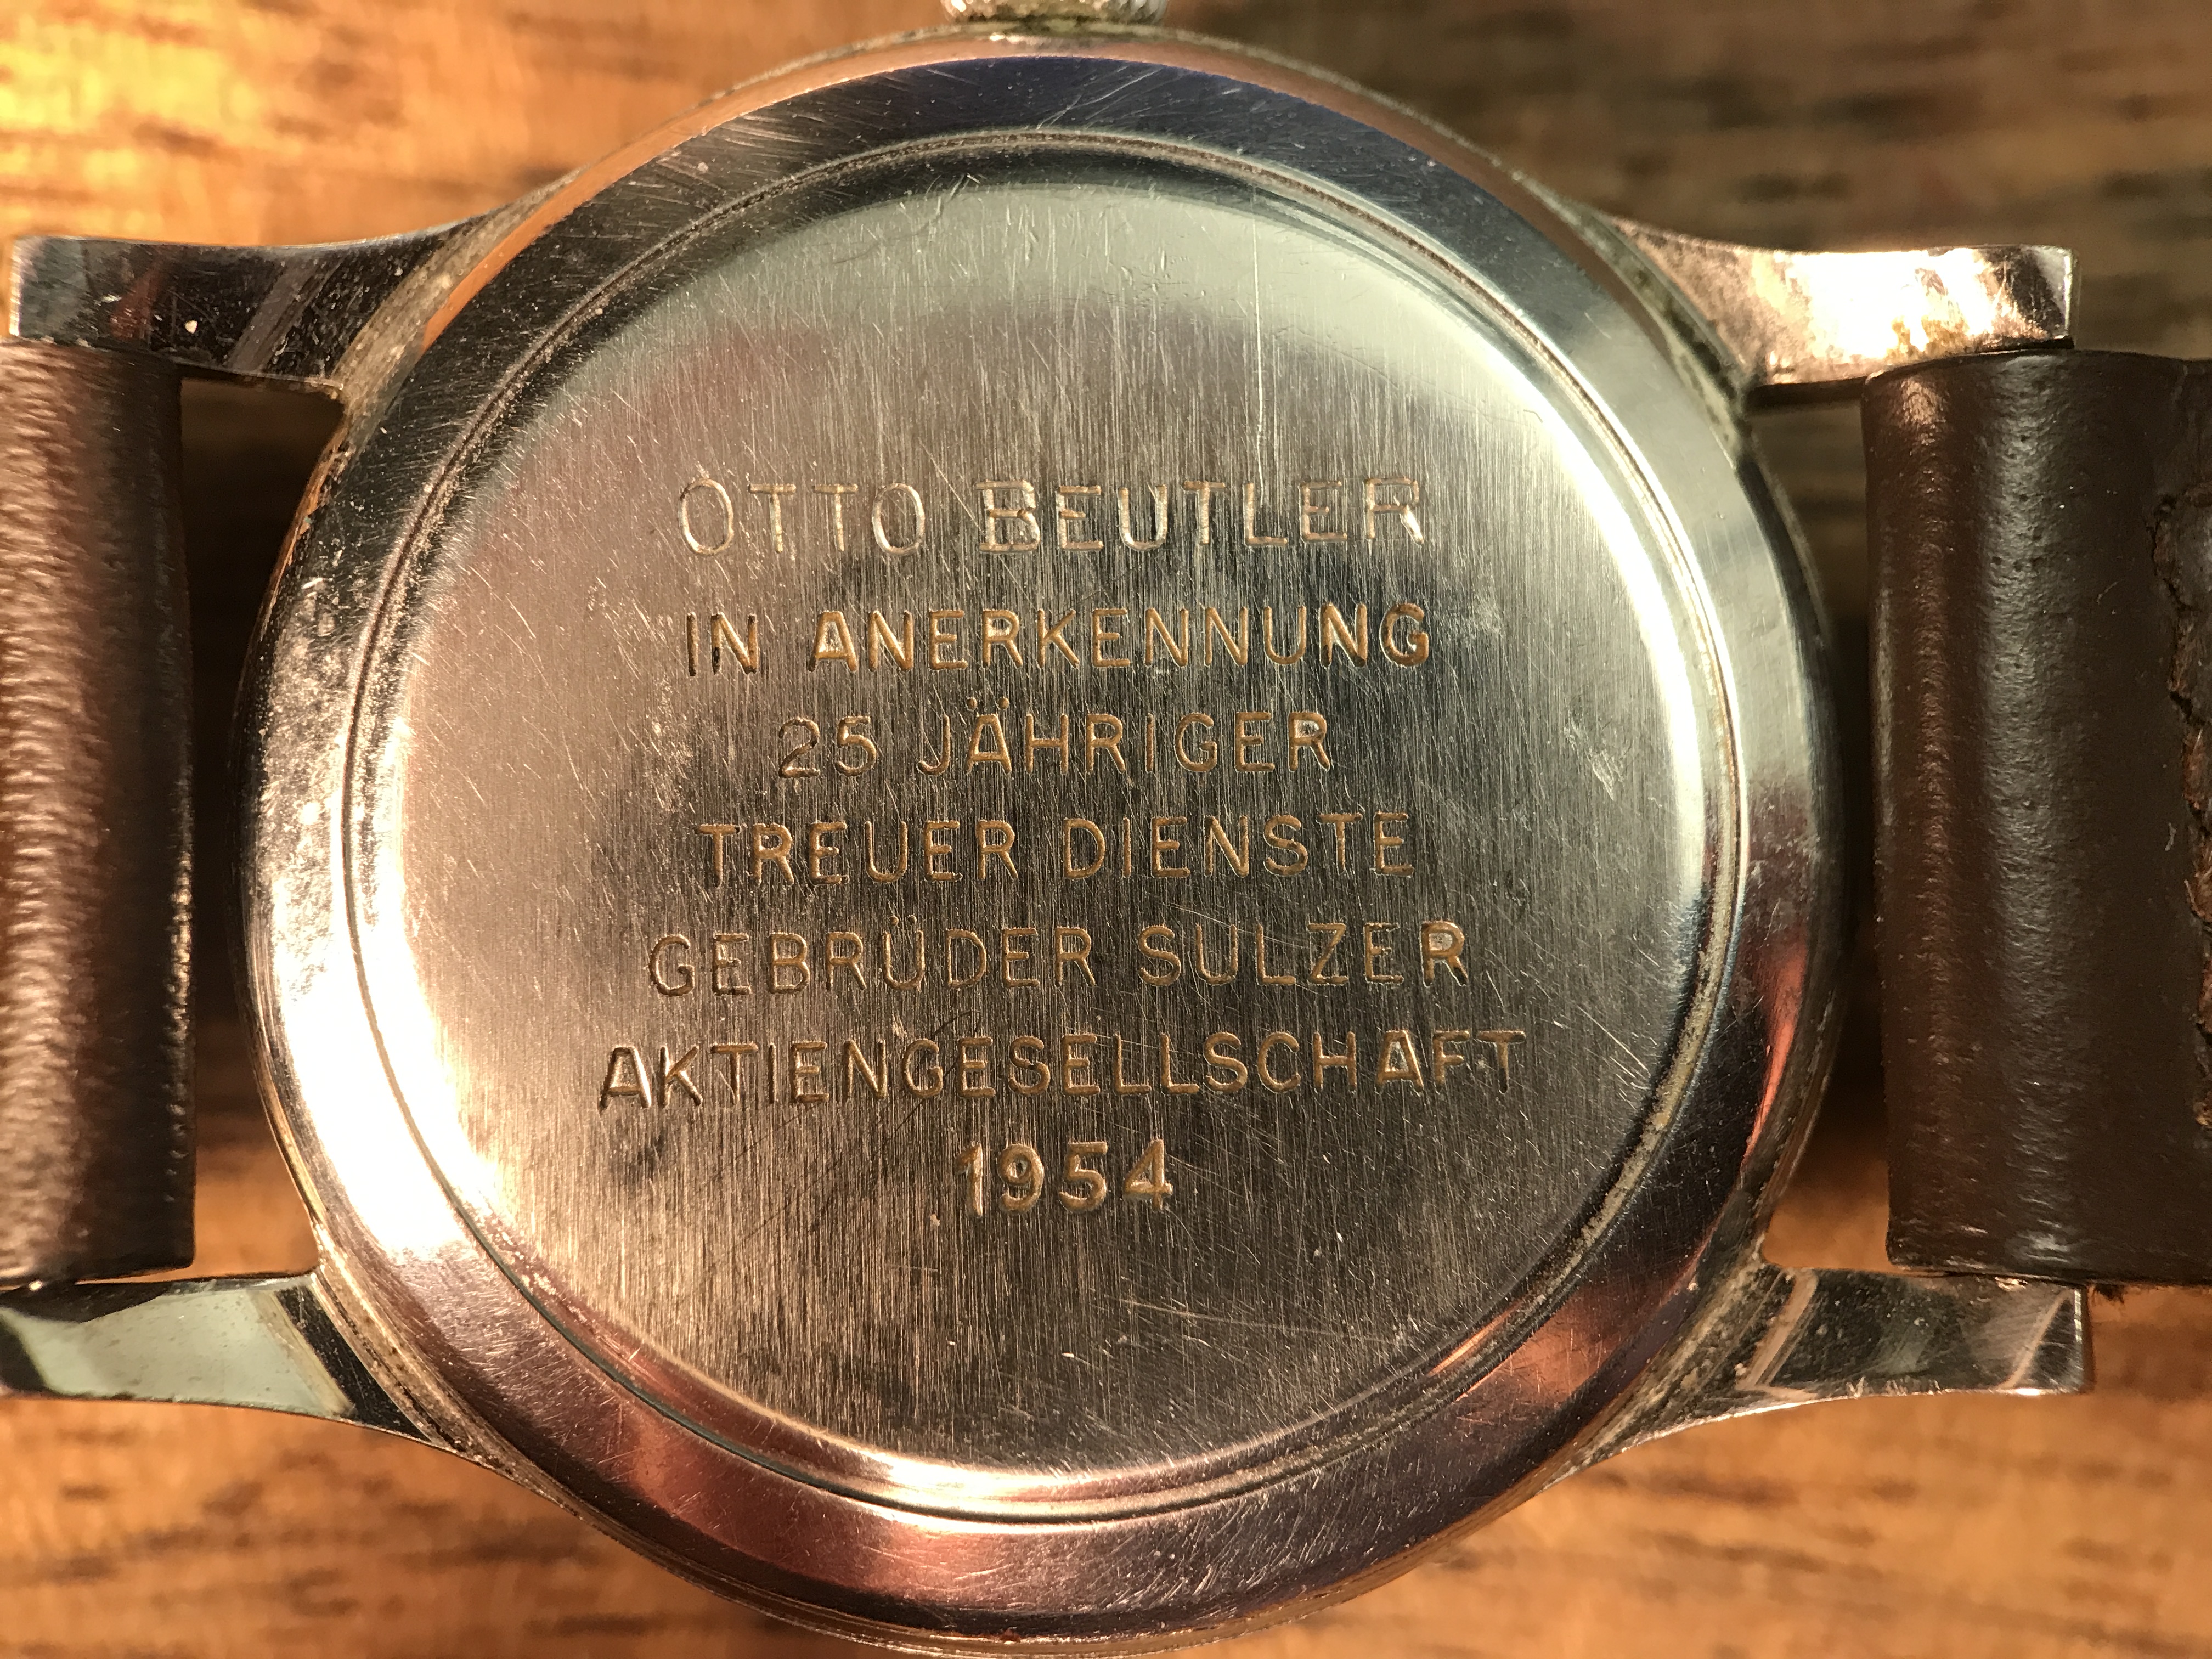 OTTO BEUTLER
IN ANERKENNUNG
25 JÄHRIGER
TREUER DIENSTE
GEBRÜDER SULZER
AKTIENGESELLSCHAFT
1954